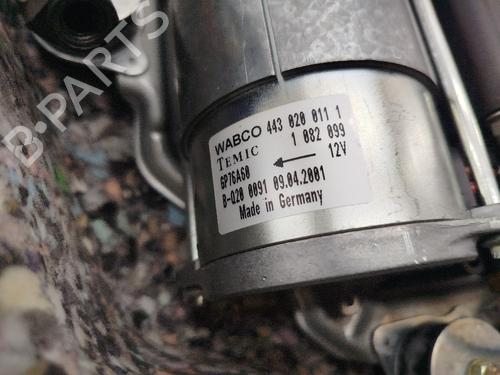 B-PARTS
WABCO 443 020 011 1
TEMIC 1 082 099
GP76A60 12V
B-Q20 0091 09.04.2001
Made in Germany